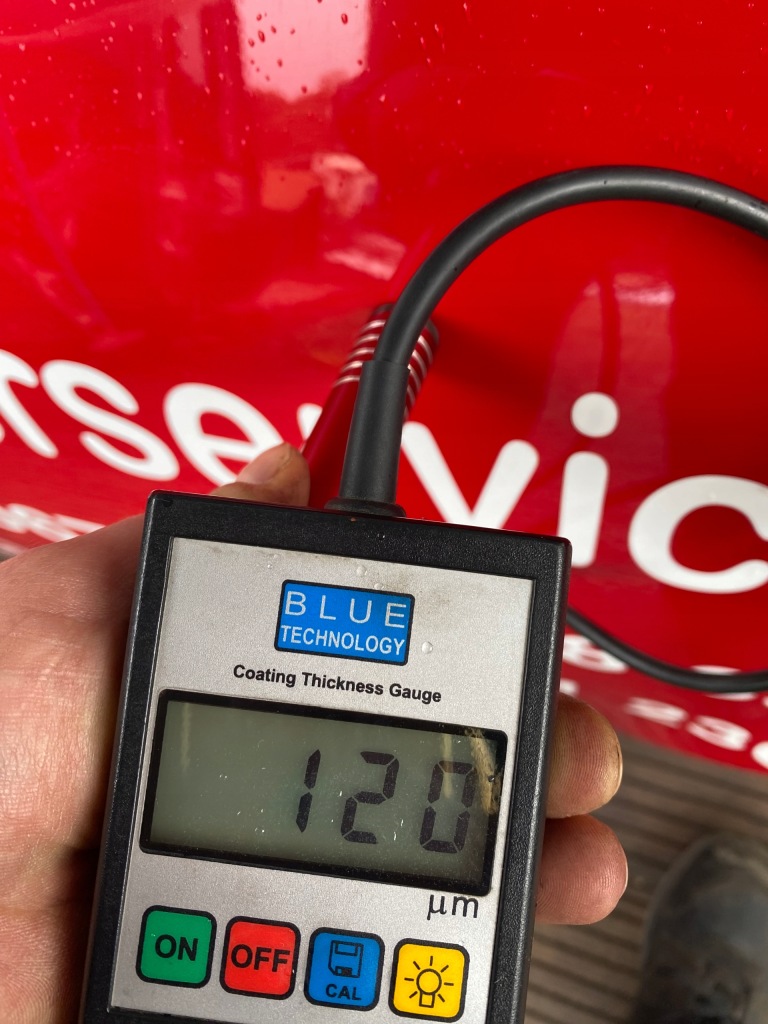 rservic
BLUE
TECHNOLOGY
Coating Thickness Gauge
120
μm
ON
OFF
CAL